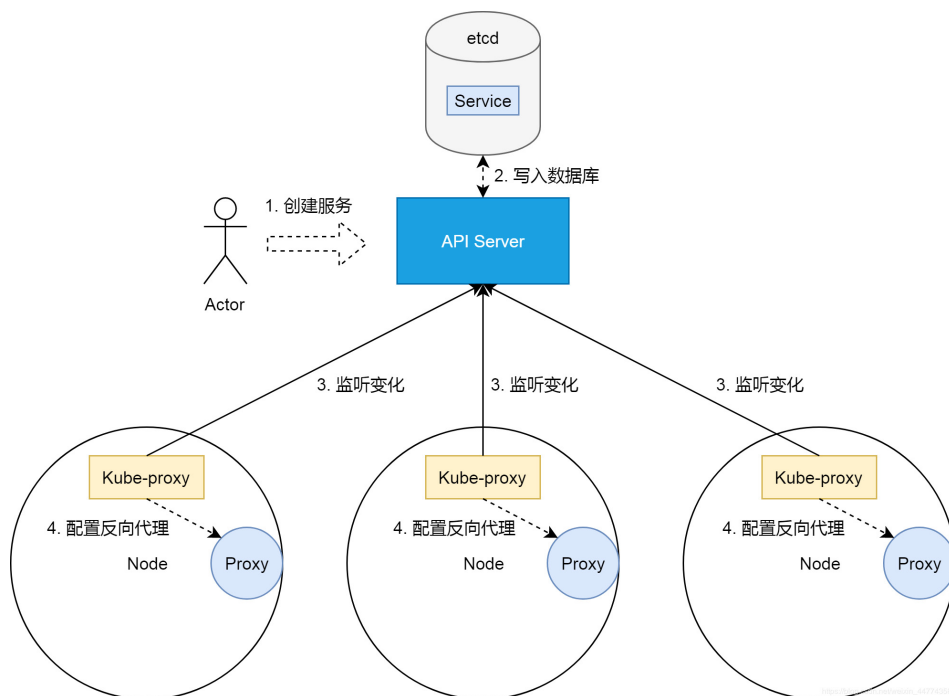 etcd
Service
2. 写入数据库
1. 创建服务
API Server
Actor
3. 监听变化
3. 监听变化
3. 监听变化
Kube-proxy
Kube-proxy
Kube-proxy
4. 配置反向代理
4. 配置反向代理
4. 配置反向代理
Node
Proxy
Node
Proxy
Node
Proxy